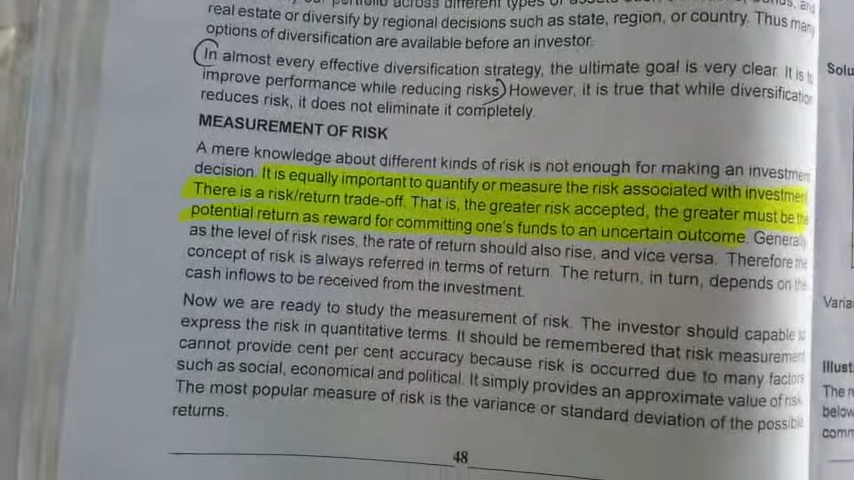 our portfolio across different types of assets such
real estate or diversify by regional decisions such as state, region, or country. Thus many
options of diversification are available before an investor.
In almost every effective diversification strategy, the ultimate goal is very clear. It is to
improve performance while reducing risks. However, it is true that while diversification
reduces risk, it does not eliminate it completely.
MEASUREMENT OF RISK
A mere knowledge about different kinds of risk is not enough for making an investment
decision. It is equally important to quantify or measure the risk associated with investment.
There is a risk/return trade-off. That is, the greater risk accepted, the greater must be the
potential return as reward for committing one's funds to an uncertain outcome. Generally
as the level of risk rises, the rate of return should also rise, and vice versa. Therefore the
concept of risk is always referred in terms of return. The return, in turn, depends on the
cash inflows to be received from the investment.
Now we are ready to study the measurement of risk. The investor should capable to
express the risk in quantitative terms. It should be remembered that risk measurement
cannot provide cent per cent accuracy because risk is occurred due to many factors
such as social, economical and political. It simply provides an approximate value of risk.
The most popular measure of risk is the variance or standard deviation of the possible
returns.
48
Solu
Varia
Illust
The
below
comm